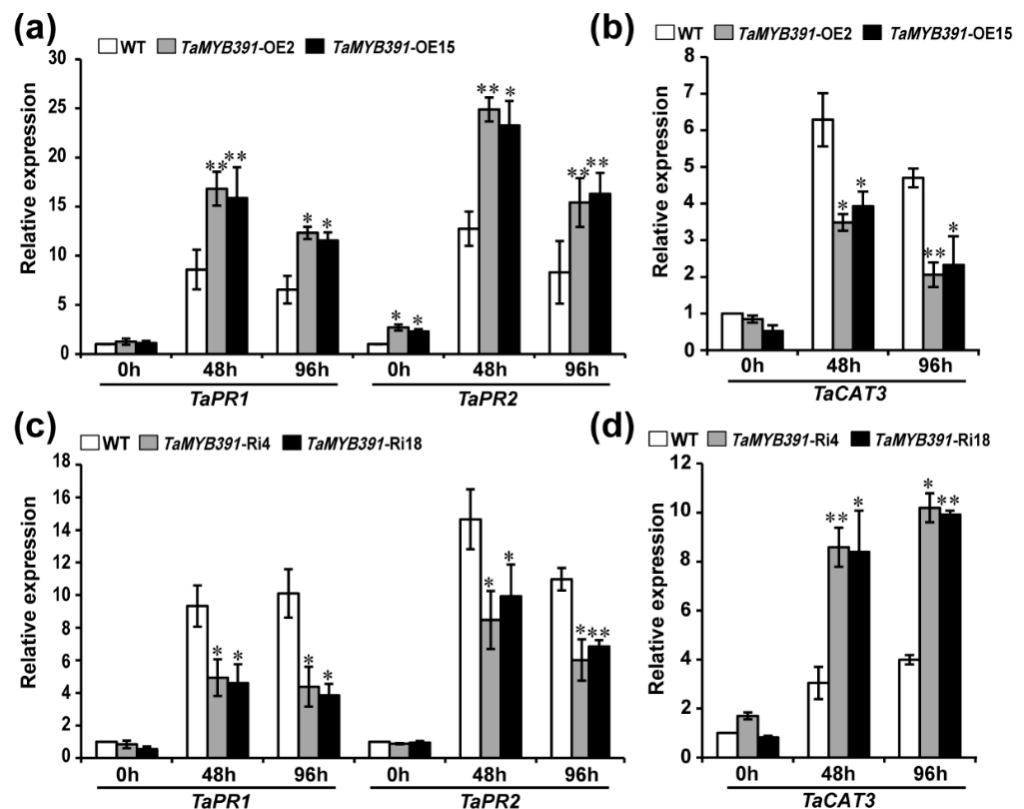 (a)
WT TaMYB391-OE2 TaMYB391-OE15
Relative expression
30
25
20
15
10
5
0
** ** * * * * ** * ** **
0h 48h 96h 0h 48h 96h
TaPR1 TaPR2
(b)
WT TaMYB391-OE2 TaMYB391-OE15
Relative expression
8
7
6
5
4
3
2
1
0
* * ** *
0h 48h 96h
TaCAT3
(c)
WT TaMYB391-Ri4 TaMYB391-Ri18
Relative expression
18
16
14
12
10
8
6
4
2
0
* * * * * * * **
0h 48h 96h 0h 48h 96h
TaPR1 TaPR2
(d)
WT TaMYB391-Ri4 TaMYB391-Ri18
Relative expression
12
10
8
6
4
2
0
** * * **
0h 48h 96h
TaCAT3